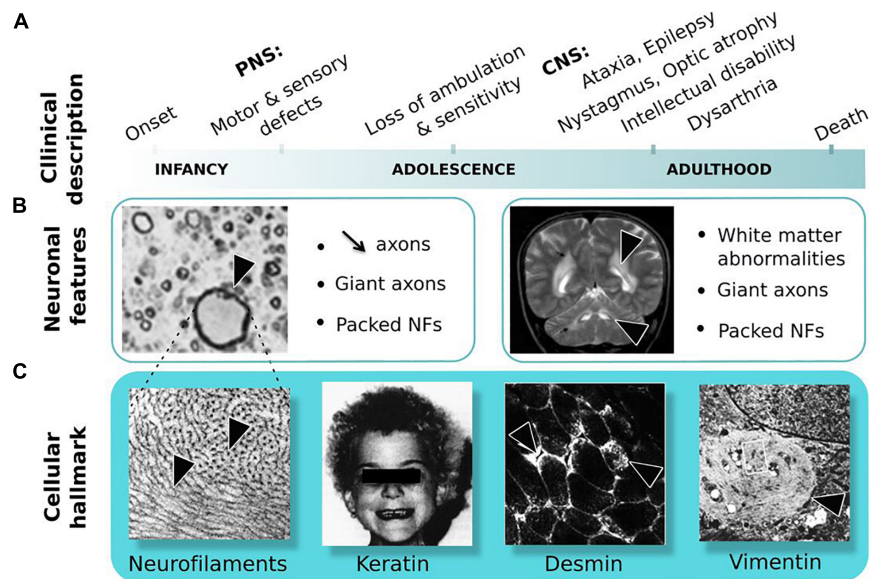 A
Cllinical description
PNS:
Onset
Motor & sensory
defects
Loss of ambulation
& sensitivity
CNS:
Ataxia, Epilepsy
Nystagmus, Optic atrophy
Intellectual disability
Dysarthria
Death
INFANCY
ADOLESCENCE
ADULTHOOD
B
Neuronal
features
• ↘ axons
• Giant axons
• Packed NFs
• White matter
abnormalities
• Giant axons
• Packed NFs
C
Cellular
hallmark
Neurofilaments
Keratin
Desmin
Vimentin